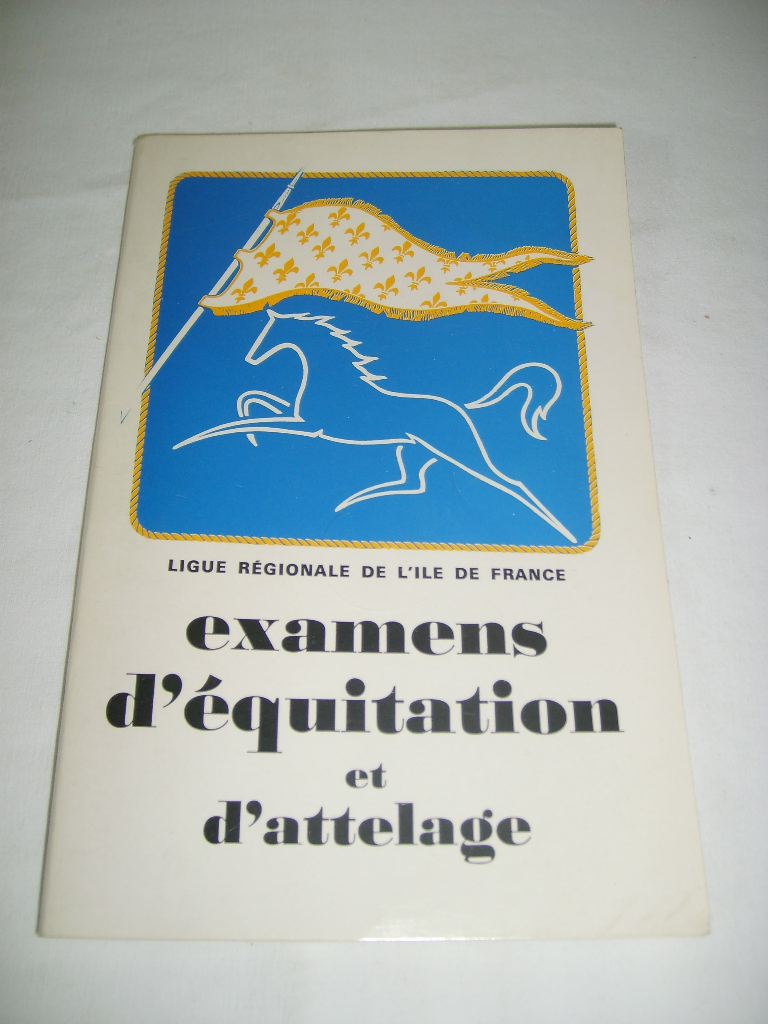 LIGUE RÉGIONALE DE L'ILE DE FRANCE
examens
d'équitation
et
d'attelage